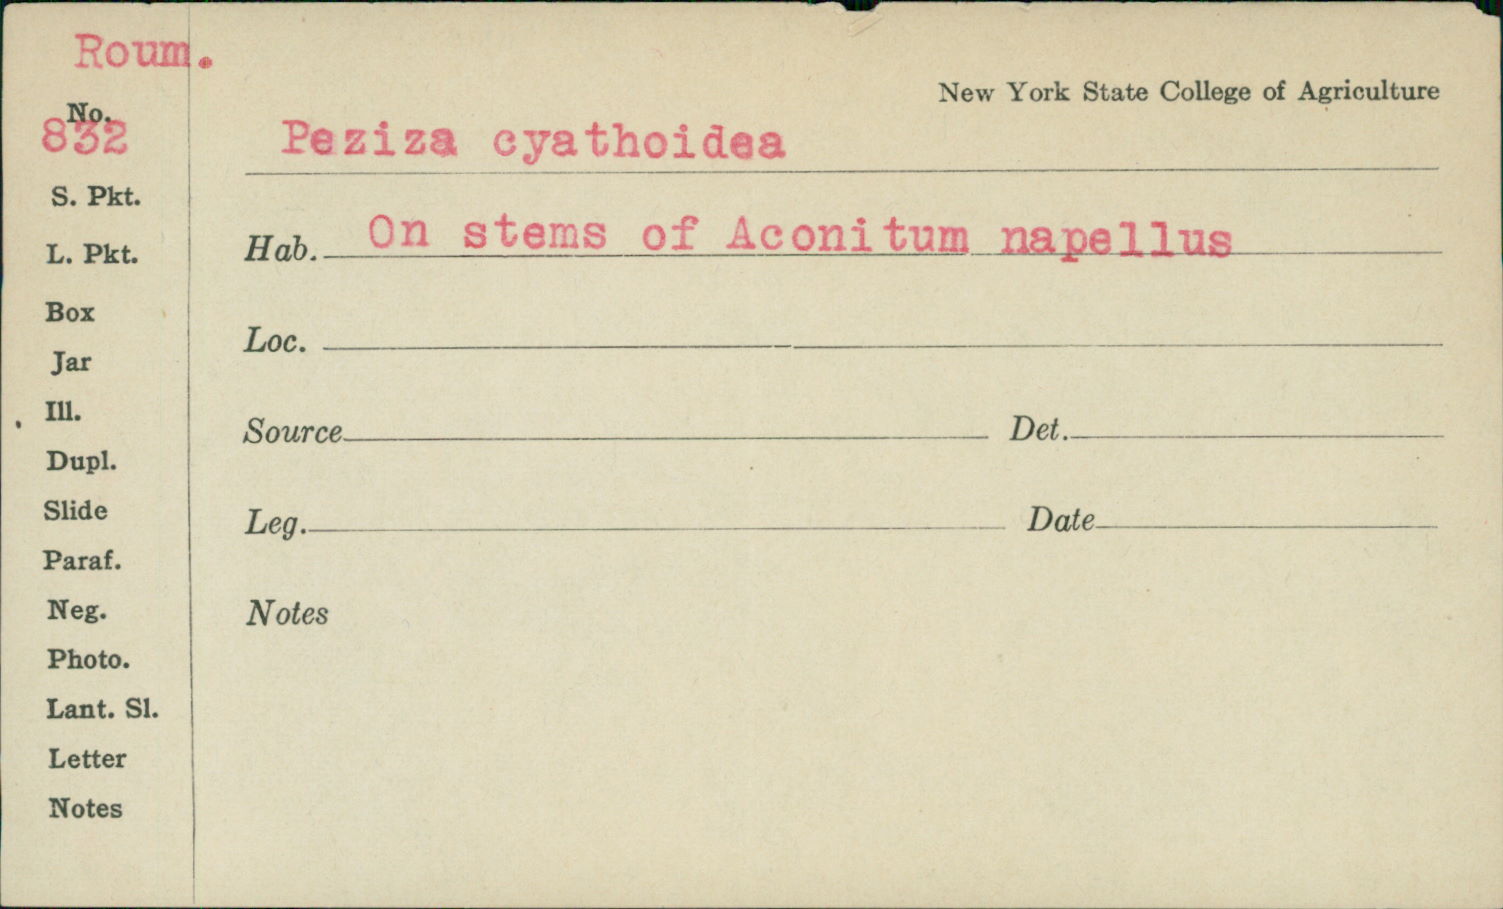 Roum.
New York State College of Agriculture
No.
832
Peziza cyathoidea
S. Pkt.
Hab. On stems of Aconitum napellus
L. Pkt.
Box
Loc.
Jar
Ill.
Source Det.
Dupl.
Slide
Leg. Date
Paraf.
Neg.
Notes
Photo.
Lant. Sl.
Letter
Notes